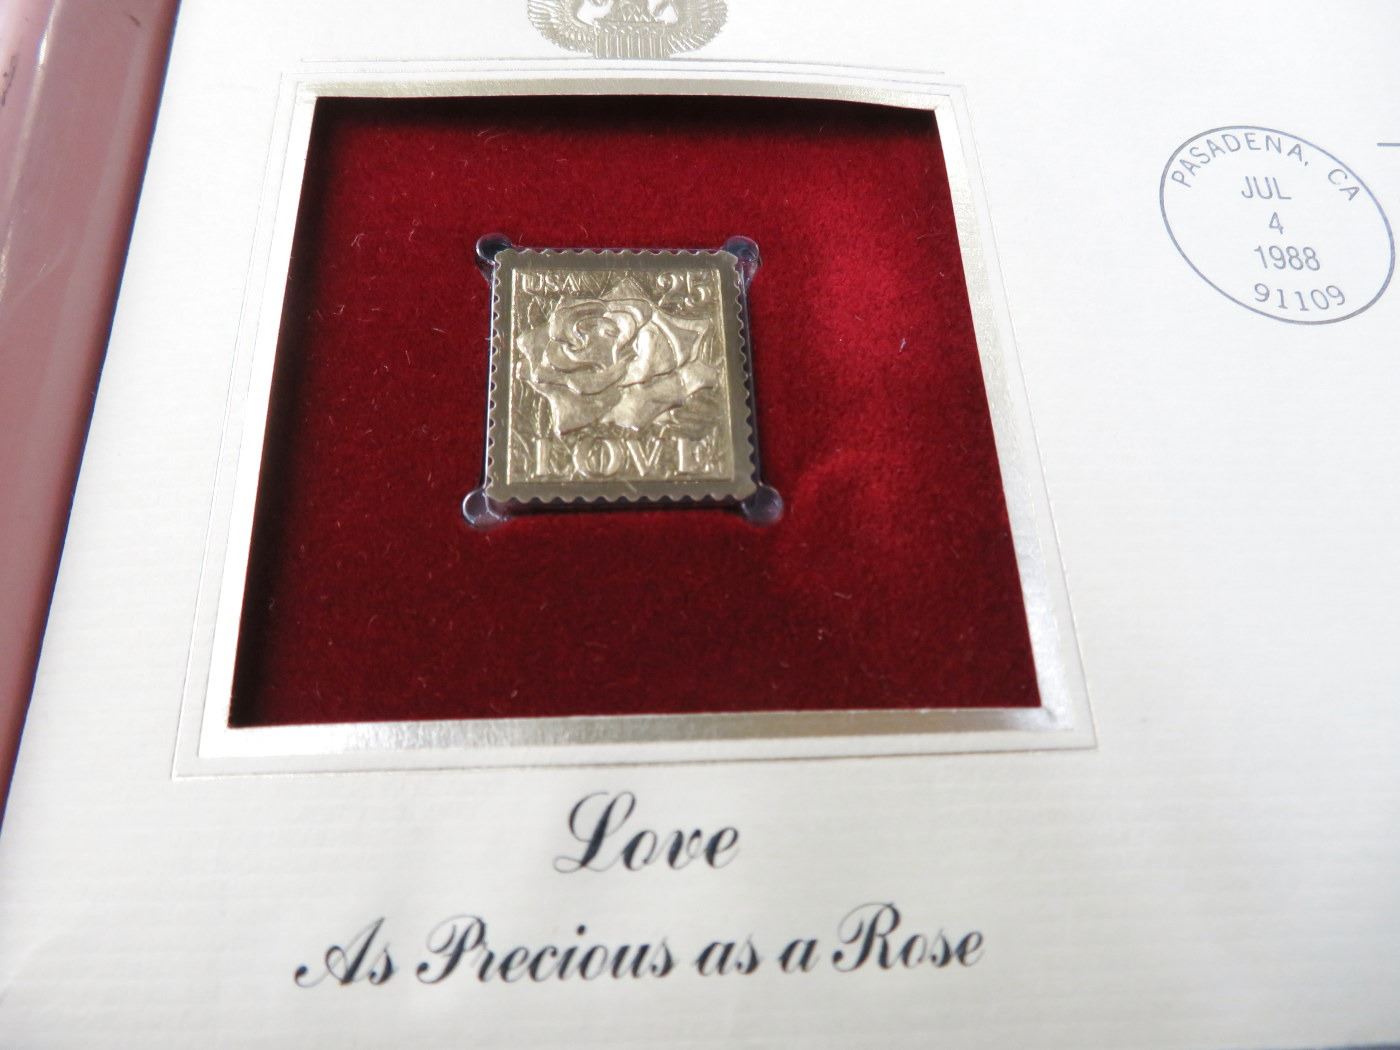 USA 25
LOVE
PASADENA, CA
JUL
4
1988
91109
Love
As Precious as a Rose